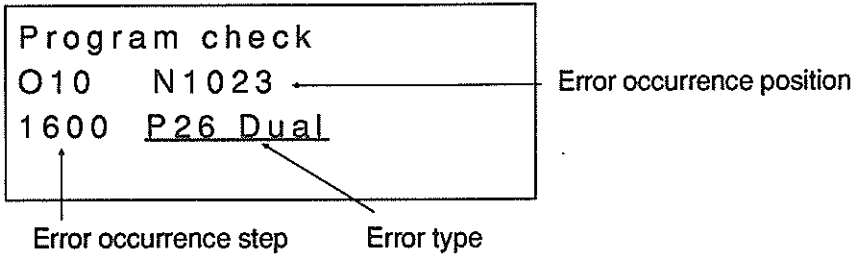 Program check
O10 N1023
Error occurrence position
1600 P26 Dual
Error occurrence step
Error type